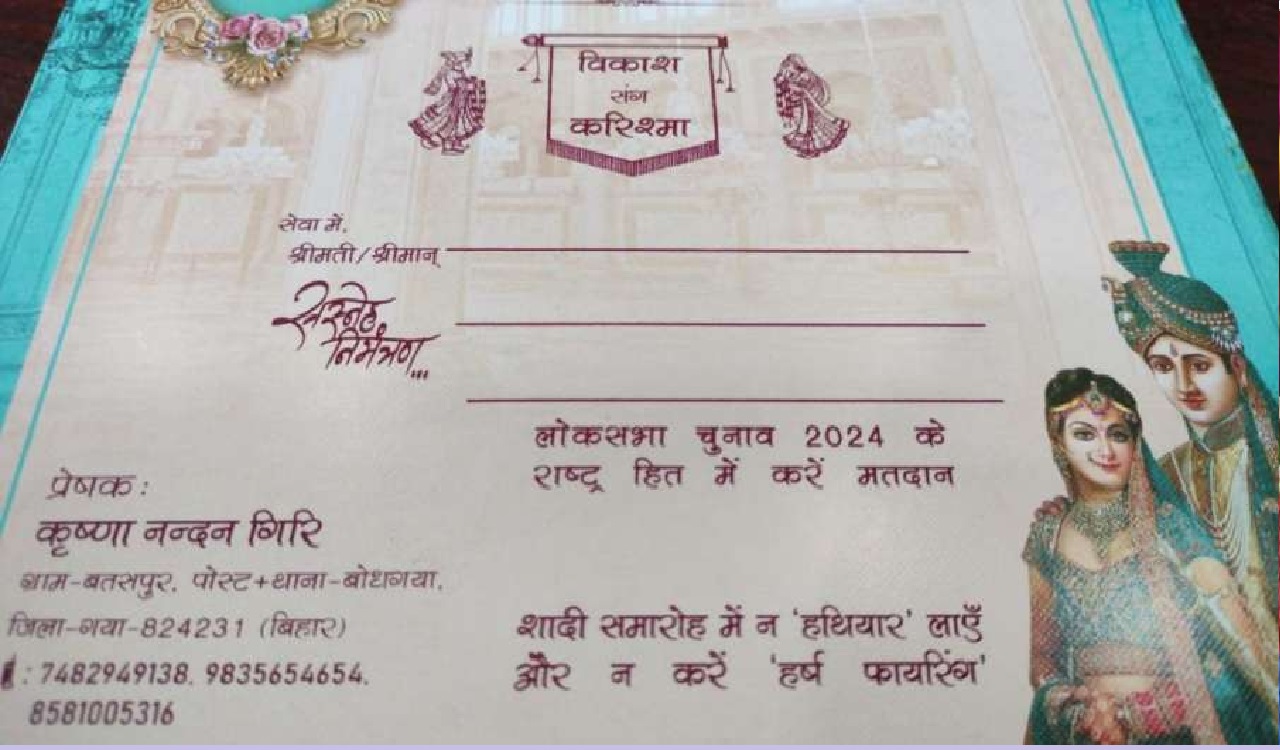 विकाश
संग
करिश्मा
सेवा में,
श्रीमती/श्रीमान्
सस्नेह
निमंत्रण...
लोकसभा चुनाव 2024 के
राष्ट्र हित में करें मतदान
प्रेषक :
कृष्णा नन्दन गिरि
ग्राम-बतसपुर, पोस्ट+थाना-बोधगया,
जिला-गया-824231 (बिहार)
: 7482949138. 9835654654.
8581005316
शादी समारोह में न 'हथियार' लाएँ
और न करें 'हर्ष फायरिंग'